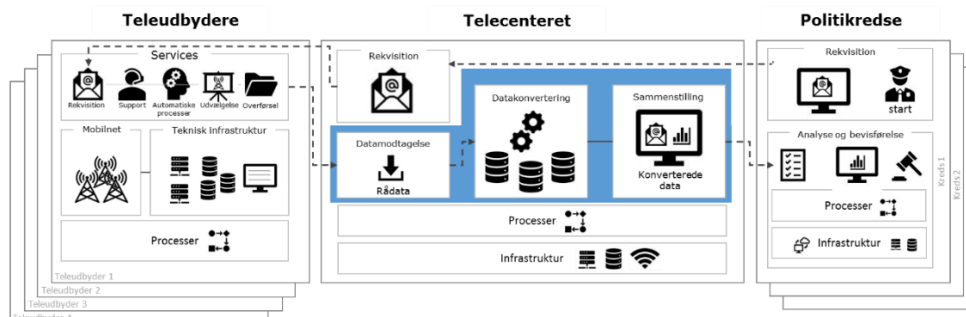 Teleudbydere
Services
Rekvisition
Support
Automatiske
processer
Udvælgelse
Overførsel
Mobilnet
Teknisk infrastruktur
Processer
Teleudbyder 1
Teleudbyder 2
Teleudbyder 3
Teleudbyder 4
Telecenteret
Rekvisition
Datamodtagelse
Rådata
Datakonvertering
Sammenstilling
Konverterede
data
Processer
Infrastruktur
Politikredse
Rekvisition
start
Analyse og bevisførelse
Processer
Infrastruktur
Kreds 1
Kreds 2